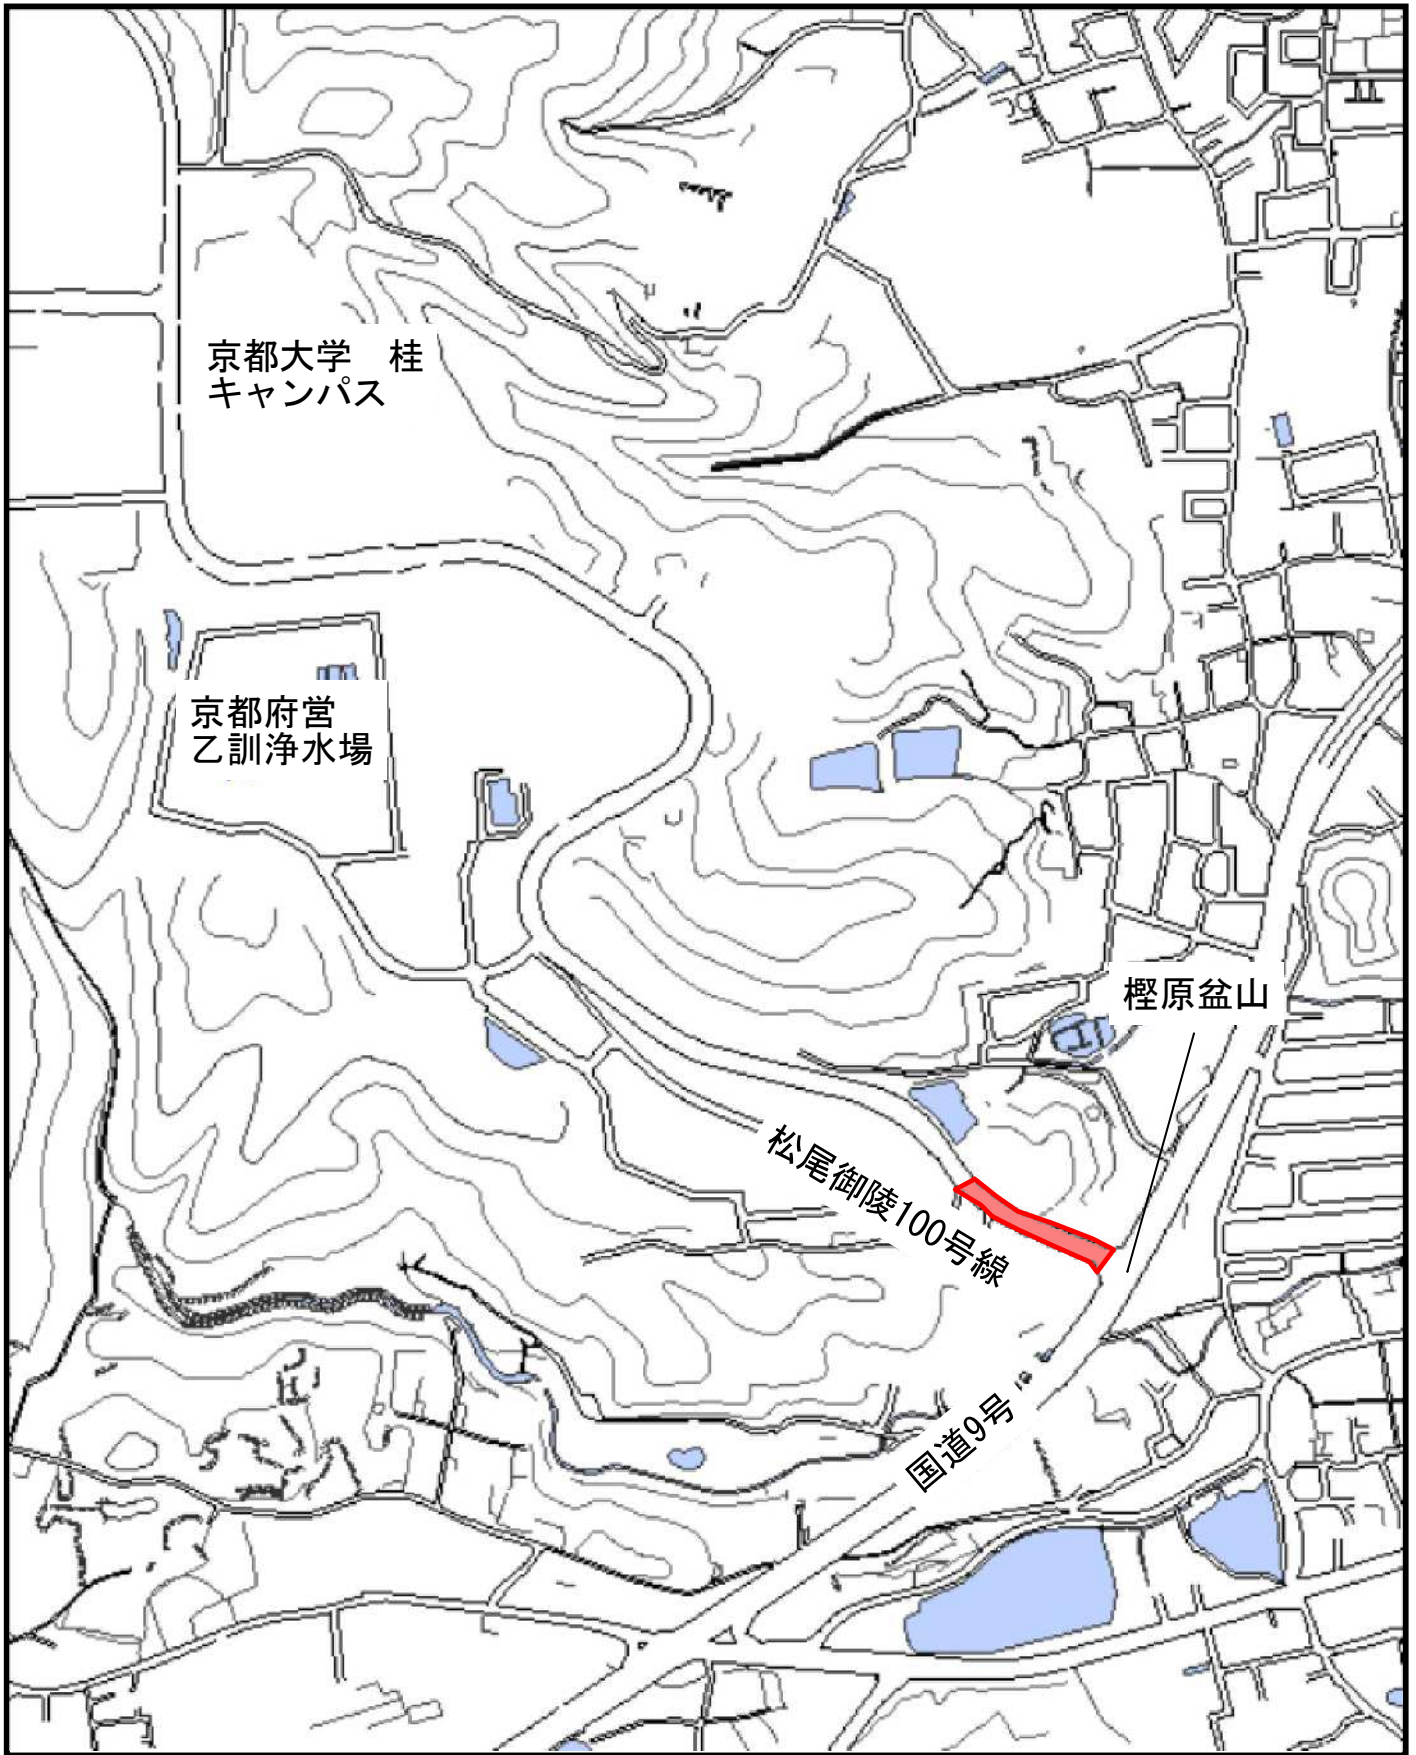 京都大学　桂
キャンパス
京都府営
乙訓浄水場
樫原盆山
松尾御陵100号線
国道9号